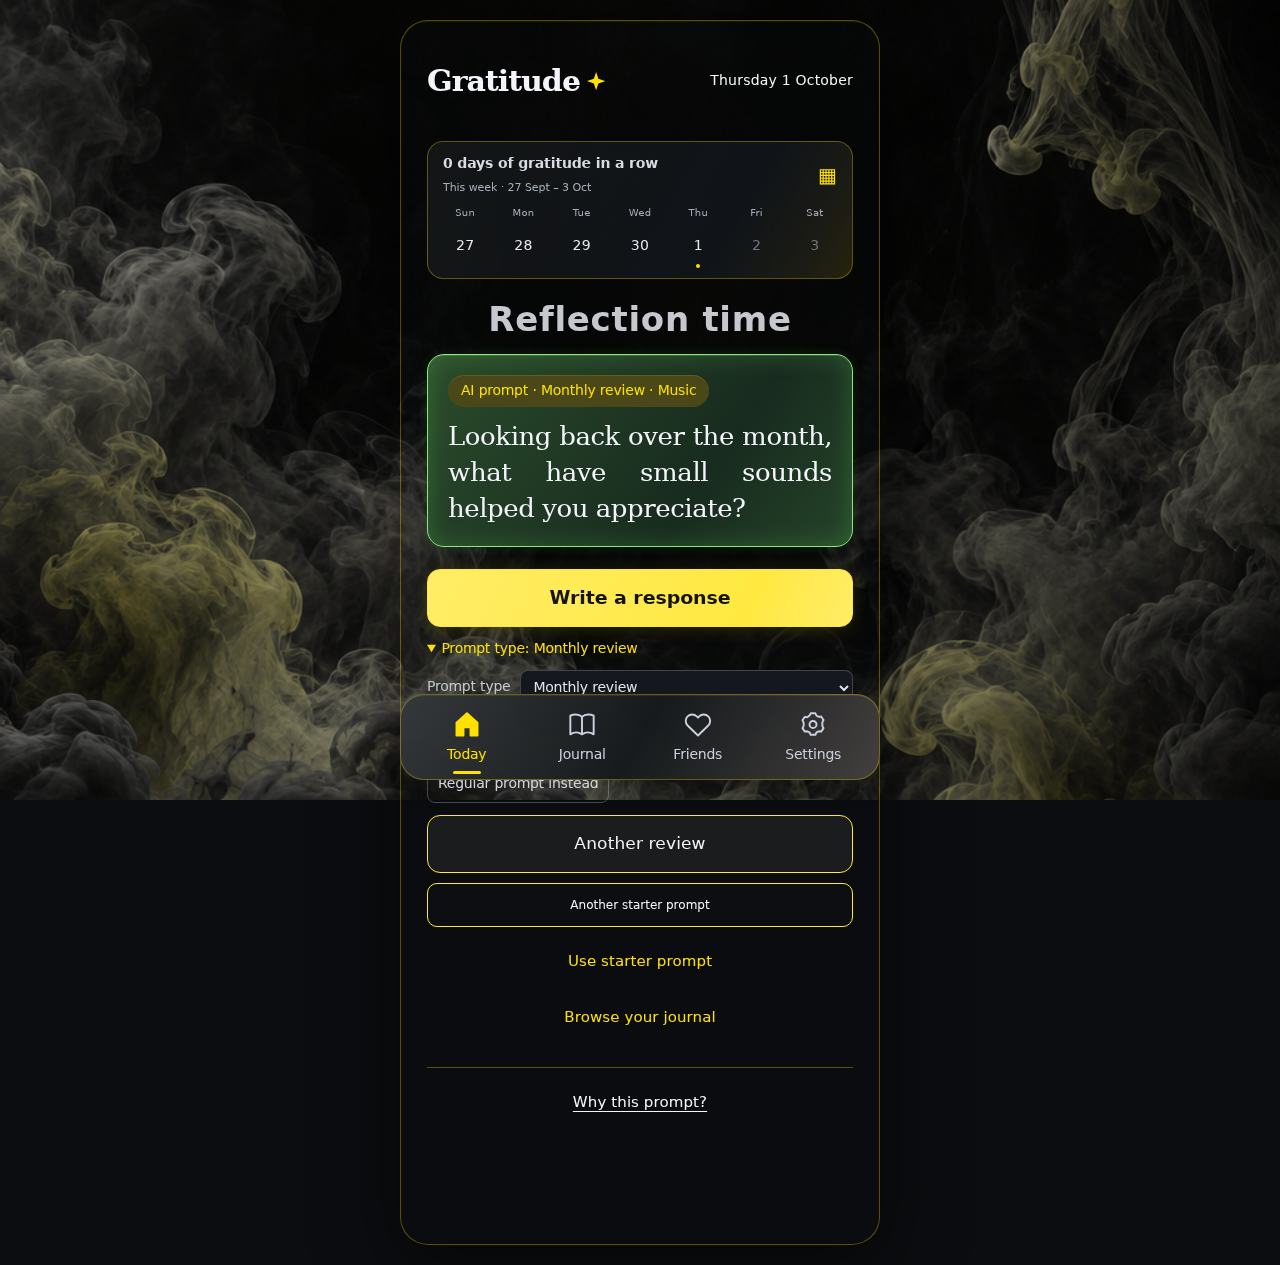 Gratitude
Thursday 1 October
0 days of gratitude in a row
This week · 27 Sept – 3 Oct
Sun Mon Tue Wed Thu Fri Sat
27 28 29 30 1 2 3
Reflection time
AI prompt · Monthly review · Music
Looking back over the month,
what have small sounds
helped you appreciate?
Write a response
▼ Prompt type: Monthly review
Prompt type Monthly review
Today Journal Friends Settings
Regular prompt instead
Another review
Another starter prompt
Use starter prompt
Browse your journal
Why this prompt?